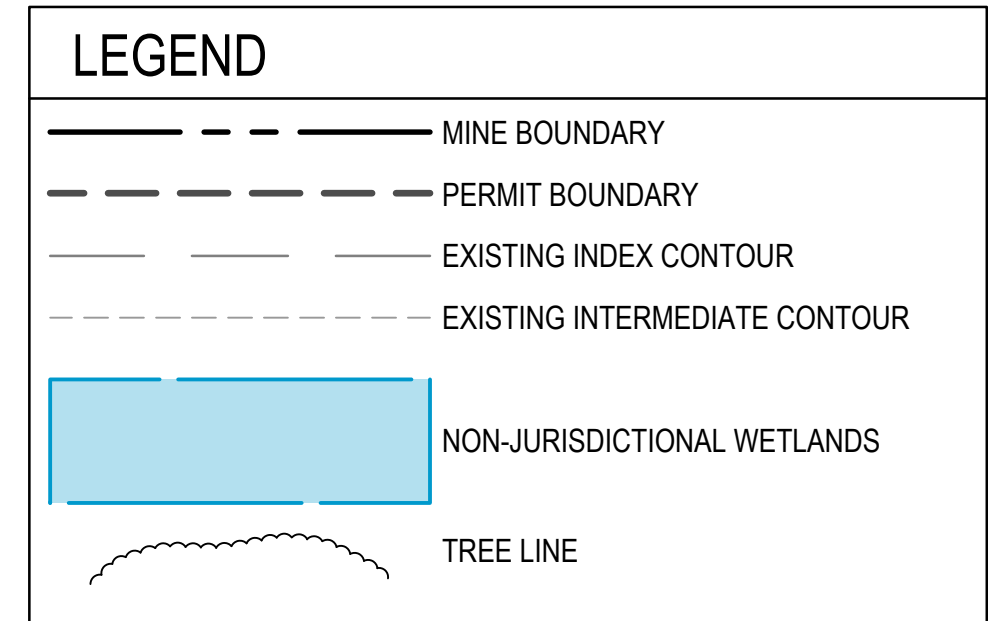 LEGEND
MINE BOUNDARY
PERMIT BOUNDARY
EXISTING INDEX CONTOUR
EXISTING INTERMEDIATE CONTOUR
NON-JURISDICTIONAL WETLANDS
TREE LINE